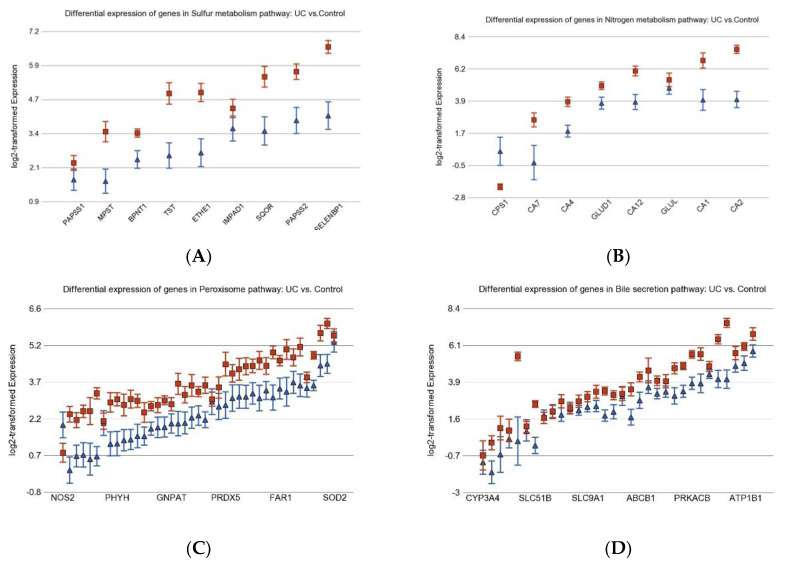 Differential expression of genes in Sulfur metabolism pathway: UC vs.Control
log2-transformed Expression
7.2
5.9
4.7
3.4
2.1
0.9
PAPSS1
MPST
BPNT1
TST
ETHE1
IMPAD1
SQOR
PAPSS2
SELENBP1
(A)
Differential expression of genes in Nitrogen metabolism pathway: UC vs.Control
log2-transformed Expression
8.4
6.2
3.9
1.7
-0.5
-2.8
CPS1
CA7
CA4
GLUD1
CA12
GLUL
CA1
CA2
(B)
Differential expression of genes in Peroxisome pathway: UC vs. Control
log2-transformed Expression
6.6
5.2
3.7
2.2
0.7
-0.8
NOS2 PHYH GNPAT PRDX5 FAR1 SOD2
(C)
Differential expression of genes in Bile secretion pathway: UC vs. Control
log2-transformed Expression
8.4
6.1
3.9
1.6
-0.7
-3
CYP3A4 SLC51B SLC9A1 ABCB1 PRKACB ATP1B1
(D)